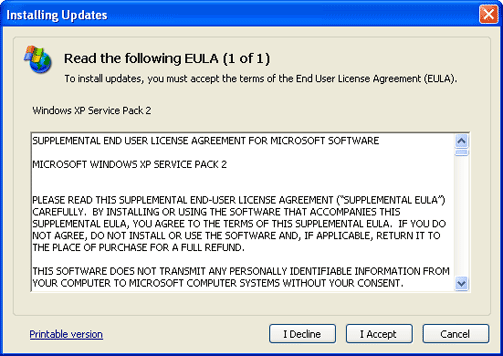 Installing Updates
Read the following EULA (1 of 1)
To install updates, you must accept the terms of the End User License Agreement (EULA).
Windows XP Service Pack 2
SUPPLEMENTAL END USER LICENSE AGREEMENT FOR MICROSOFT SOFTWARE
MICROSOFT WINDOWS XP SERVICE PACK 2
PLEASE READ THIS SUPPLEMENTAL END-USER LICENSE AGREEMENT ("SUPPLEMENTAL EULA")
CAREFULLY.  BY INSTALLING OR USING THE SOFTWARE THAT ACCOMPANIES THIS
SUPPLEMENTAL EULA, YOU AGREE TO THE TERMS OF THIS SUPPLEMENTAL EULA.  IF YOU DO
NOT AGREE, DO NOT INSTALL OR USE THE SOFTWARE AND, IF APPLICABLE, RETURN IT TO
THE PLACE OF PURCHASE FOR A FULL REFUND.
THIS SOFTWARE DOES NOT TRANSMIT ANY PERSONALLY IDENTIFIABLE INFORMATION FROM
YOUR COMPUTER TO MICROSOFT COMPUTER SYSTEMS WITHOUT YOUR CONSENT.
Printable version
I Decline
I Accept
Cancel